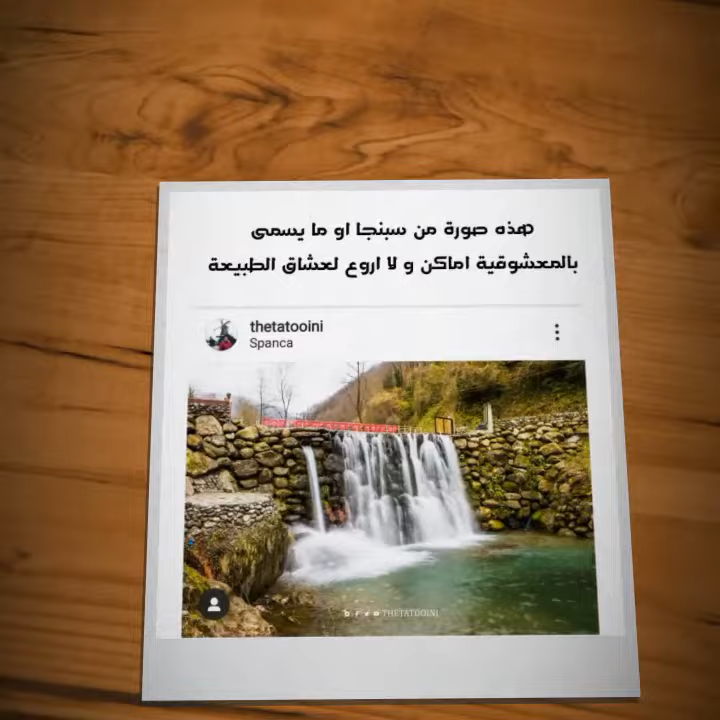 هذه صورة من سبنجا او ما يسمى
بالمعشوقية اماكن و لا اروع لعشاق الطبيعة
thetatooini
Spanca
THETATOOINI